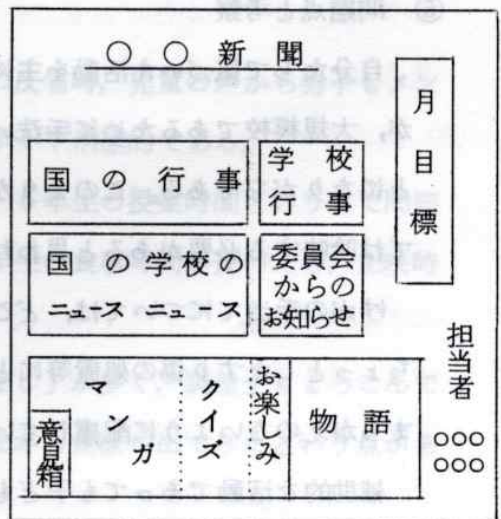 ○○新聞
月目標
国の行事
学校
行事
国の学校の
ニュースニュース
委員会
からの
お知らせ
担当者
○○○
○○○
物語
お楽しみ
クイズ
マンガ
意見箱